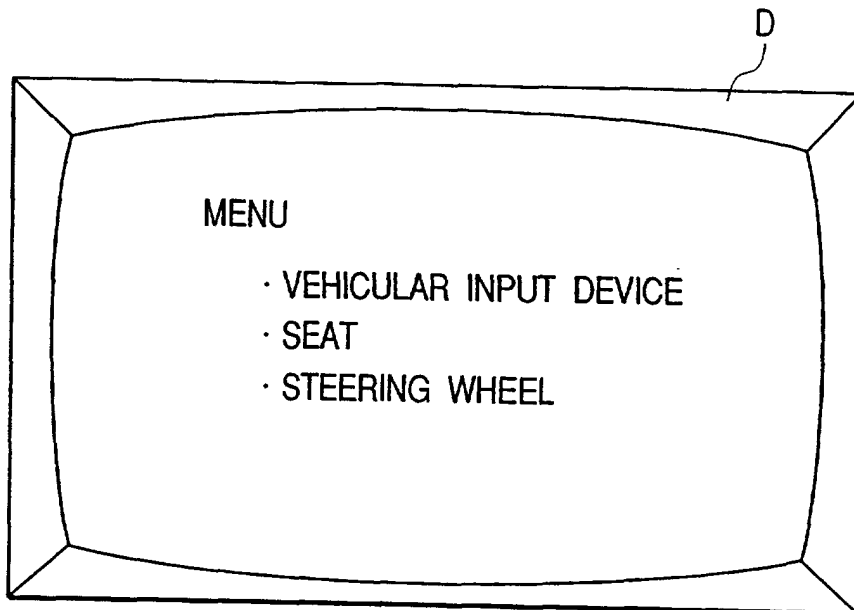 D
MENU
· VEHICULAR INPUT DEVICE
· SEAT
· STEERING WHEEL